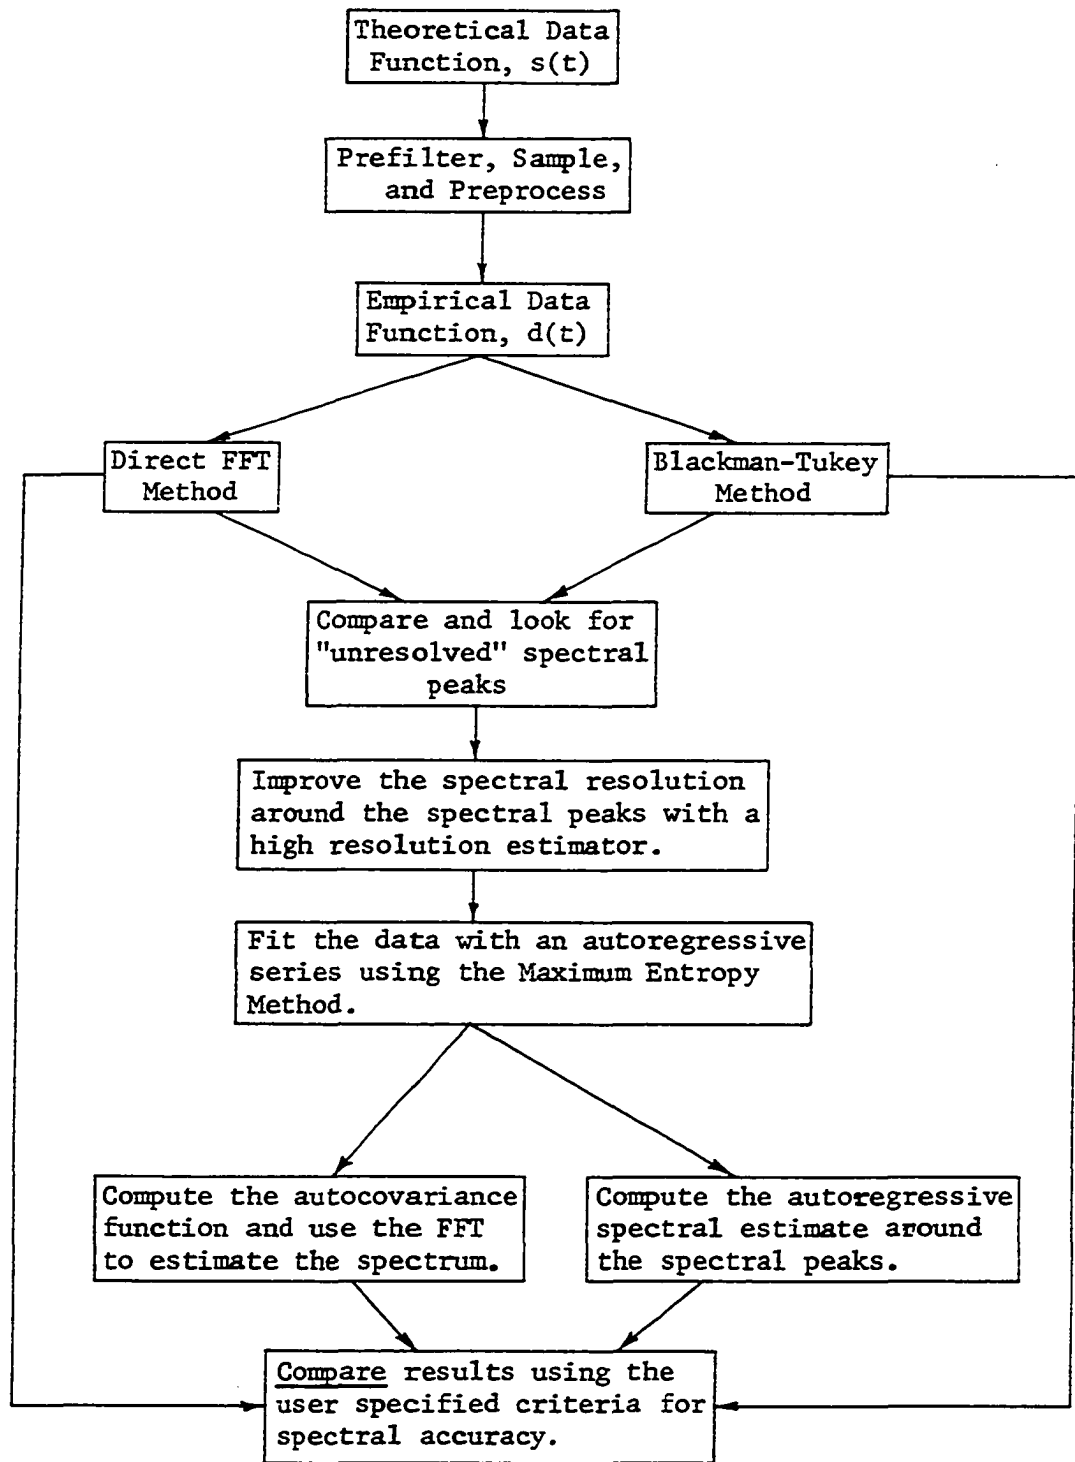 Theoretical Data
Function, s(t)
Prefilter, Sample,
and Preprocess
Empirical Data
Function, d(t)
Direct FFT
Method
Blackman-Tukey
Method
Compare and look for
"unresolved" spectral
peaks
Improve the spectral resolution
around the spectral peaks with a
high resolution estimator.
Fit the data with an autoregressive
series using the Maximum Entropy
Method.
Compute the autocovariance
function and use the FFT
to estimate the spectrum.
Compute the autoregressive
spectral estimate around
the spectral peaks.
Compare results using the
user specified criteria for
spectral accuracy.